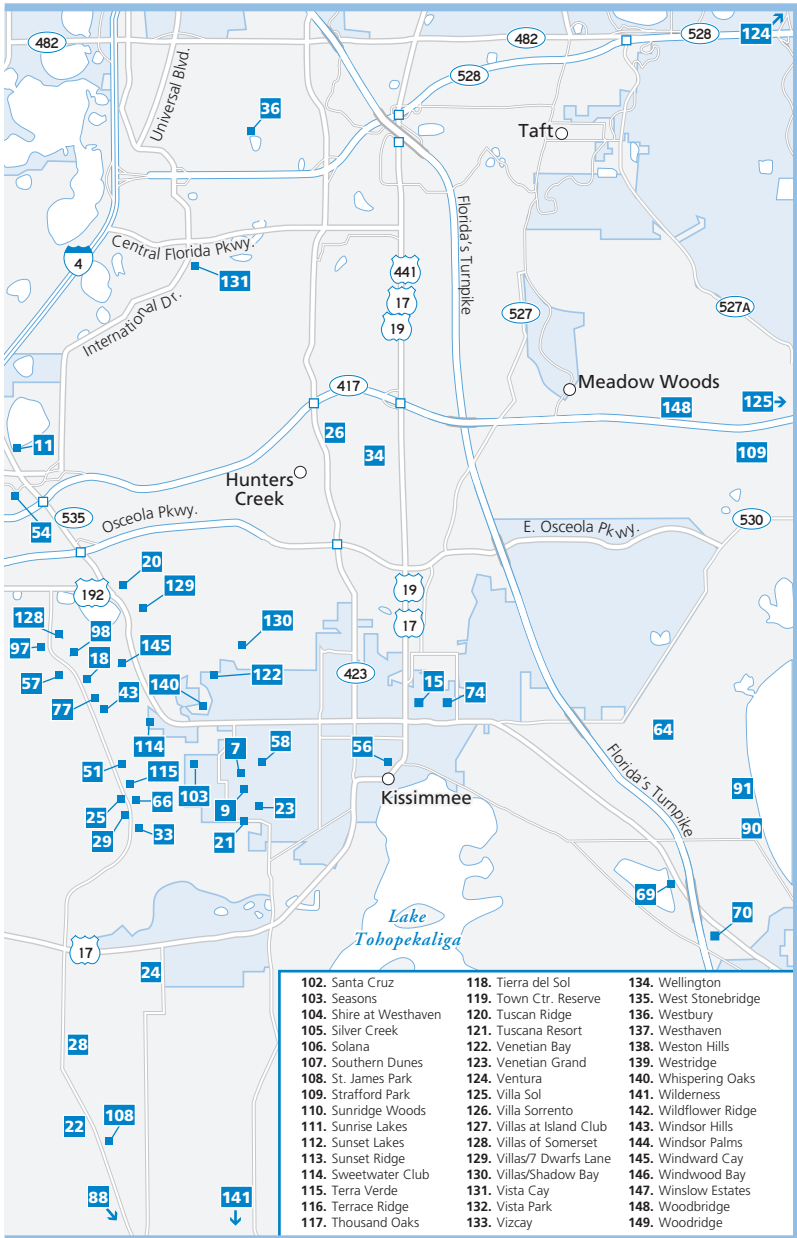 482
482
528
124
528
Universal Blvd.
36
Taft
Florida's Turnpike
Central Florida Pkwy.
4
131
441
17
19
International Dr.
527
527A
417
Meadow Woods
148
125
11
26
34
109
Hunters
Creek
535
Osceola Pkwy.
54
E. Osceola Pkwy.
530
20
192
129
19
17
128
98
130
97
145
18
57
140
122
423
15
74
77
43
114
7
58
56
64
51
115
103
Florida's Turnpike
Kissimmee
91
25
66
9
23
90
29
33
21
69
70
Lake
Tohopekaliga
17
24
28
22
108
88
141
102. Santa Cruz
103. Seasons
104. Shire at Westhaven
105. Silver Creek
106. Solana
107. Southern Dunes
108. St. James Park
109. Strafford Park
110. Sunridge Woods
111. Sunrise Lakes
112. Sunset Lakes
113. Sunset Ridge
114. Sweetwater Club
115. Terra Verde
116. Terrace Ridge
117. Thousand Oaks
118. Tierra del Sol
119. Town Ctr. Reserve
120. Tuscan Ridge
121. Tuscana Resort
122. Venetian Bay
123. Venetian Grand
124. Ventura
125. Villa Sol
126. Villa Sorrento
127. Villas at Island Club
128. Villas of Somerset
129. Villas/7 Dwarfs Lane
130. Villas/Shadow Bay
131. Vista Cay
132. Vista Park
133. Vizcay
134. Wellington
135. West Stonebridge
136. Westbury
137. Westhaven
138. Weston Hills
139. Westridge
140. Whispering Oaks
141. Wilderness
142. Wildflower Ridge
143. Windsor Hills
144. Windsor Palms
145. Windward Cay
146. Windwood Bay
147. Winslow Estates
148. Woodbridge
149. Woodridge